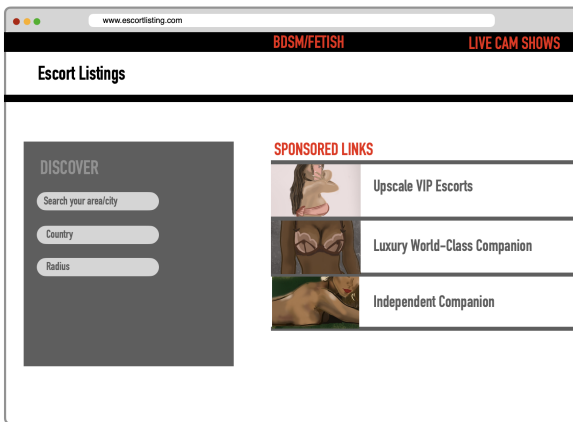 www.escortlisting.com
BDSM/FETISH
LIVE CAM SHOWS
Escort Listings
DISCOVER
Search your area/city
Country
Radius
SPONSORED LINKS
Upscale VIP Escorts
Luxury World-Class Companion
Independent Companion